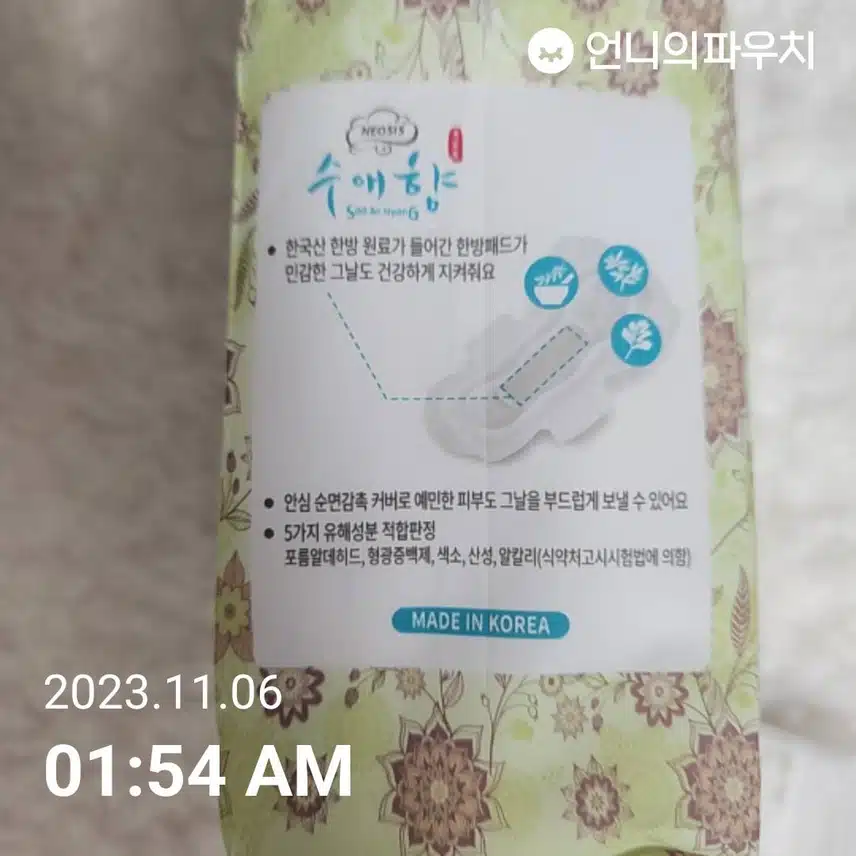 언니의파우치
NEOSIS
수애향
Soo Ae HyanG
한국산 한방 원료가 들어간 한방패드가
민감한 그날도 건강하게 지켜줘요
안심 순면감촉 커버로 예민한 피부도 그날을 부드럽게 보낼 수 있어요
5가지 유해성분 적합판정
포름알데히드, 형광증백제, 색소, 산성, 알칼리(식약처고시시험법에 의함)
MADE IN KOREA
2023.11.06
01:54 AM